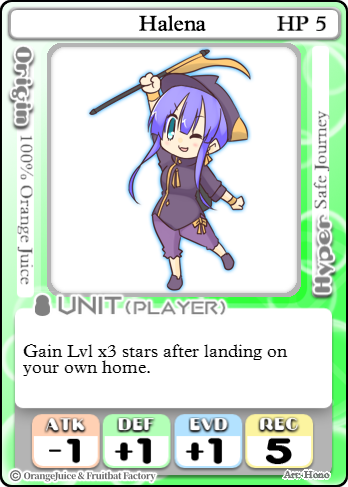 Halena HP 5
Origin
100% Orange Juice
Hyper
Safe Journey
UNIT (PLAYER)
Gain Lvl x3 stars after landing on
your own home.
ATK DEF EVD REC
-1 +1 +1 5
© OrangeJuice & Fruitbat Factory Art: Hono